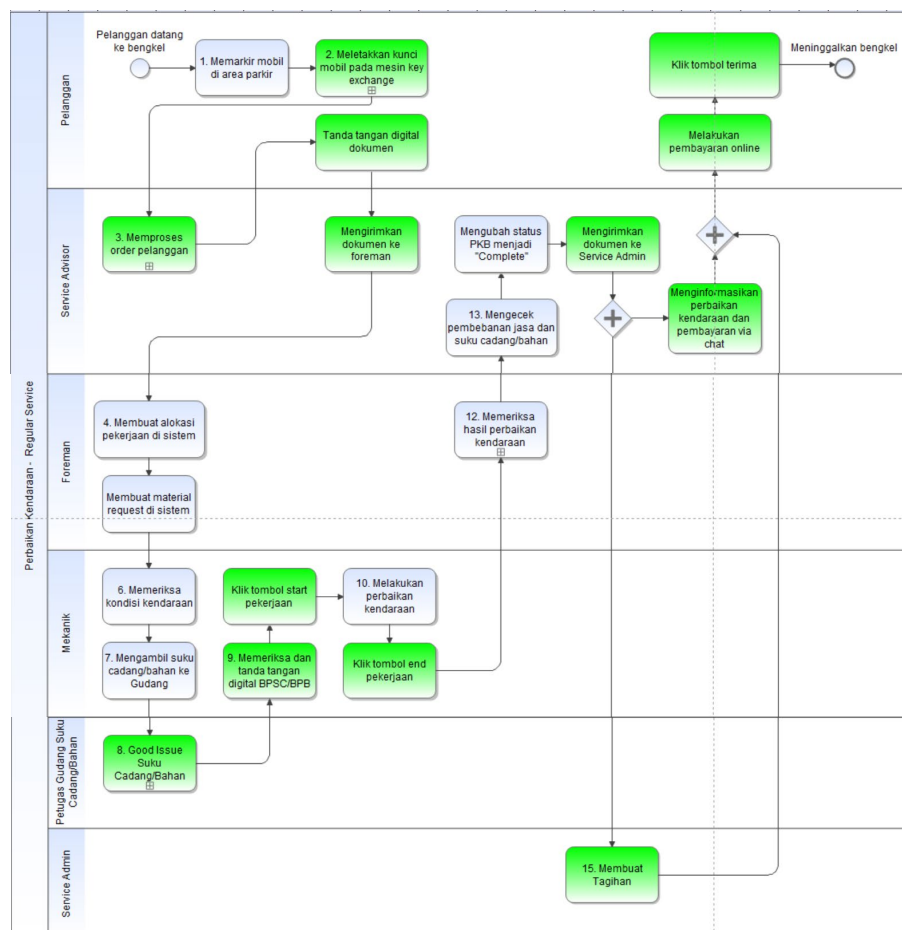 Perbaikan Kendaraan - Regular Service
Pelanggan
Pelanggan datang
ke bengkel
1. Memarkir mobil
di area parkir
2. Meletakkan kunci
mobil pada mesin key
exchange
Klik tombol terima
Meninggalkan bengkel
Tanda tangan digital
dokumen
Melakukan
pembayaran online
Service Advisor
3. Memproses
order pelanggan
Mengirimkan
dokumen ke
foreman
Mengubah status
PKB menjadi
"Complete"
Mengirimkan
dokumen ke
Service Admin
13. Mengecek
pembebanan jasa dan
suku cadang/bahan
Menginformasikan
perbaikan
kendaraan dan
pembayaran via
chat
Foreman
4. Membuat alokasi
pekerjaan di sistem
12. Memeriksa
hasil perbaikan
kendaraan
Membuat material
request di sistem
Mekanik
6. Memeriksa
kondisi kendaraan
Klik tombol start
pekerjaan
10. Melakukan
perbaikan
kendaraan
7. Mengambil suku
cadang/bahan ke
Gudang
9. Memeriksa dan
tanda tangan
digital BPSC/BPB
Klik tombol end
pekerjaan
Petugas Gudang Suku
Cadang/Bahan
8. Good Issue
Suku
Cadang/Bahan
Service Admin
15. Membuat
Tagihan